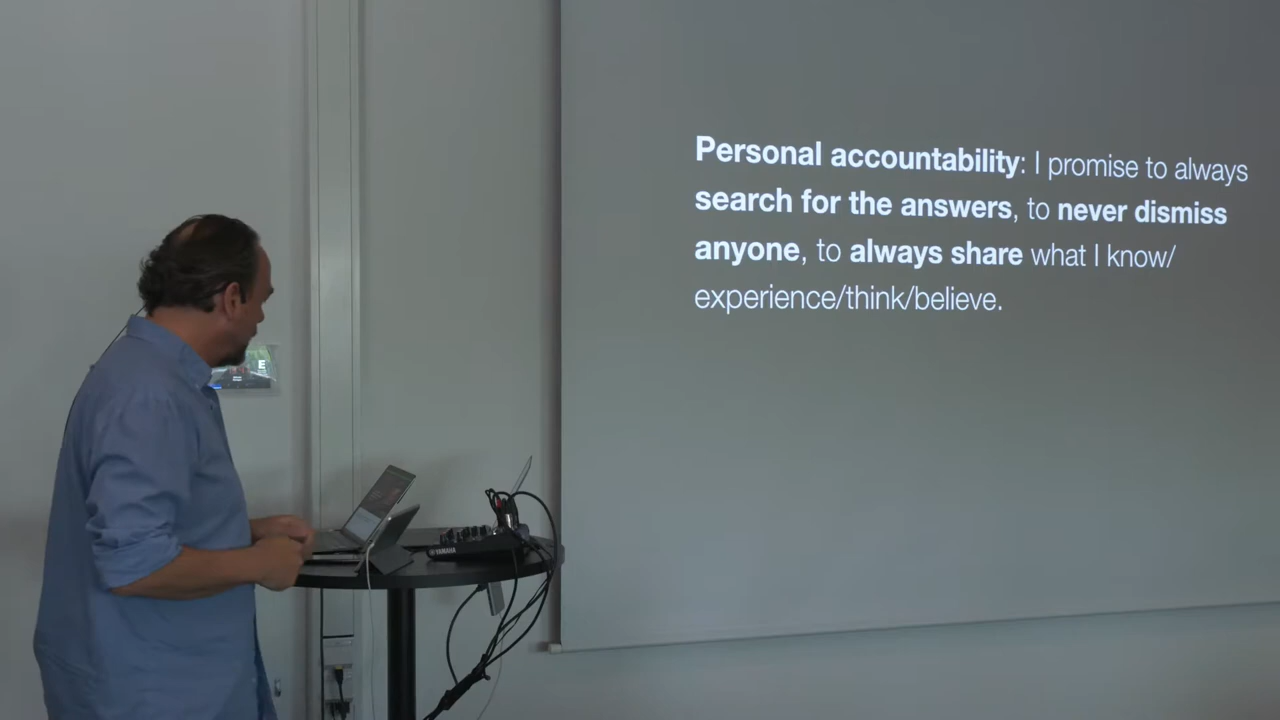 Personal accountability: I promise to always
search for the answers, to never dismiss
anyone, to always share what I know/
experience/think/believe.
YAMAHA